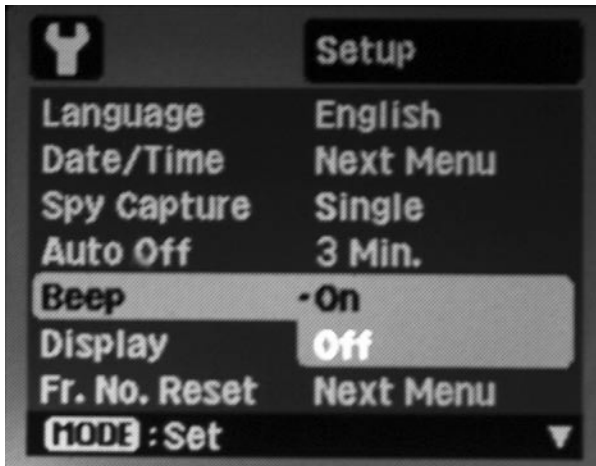 Setup
Language English
Date/Time Next Menu
Spy Capture Single
Auto Off 3 Min.
Beep ·On
Display Off
Fr. No. Reset Next Menu
MODE : Set